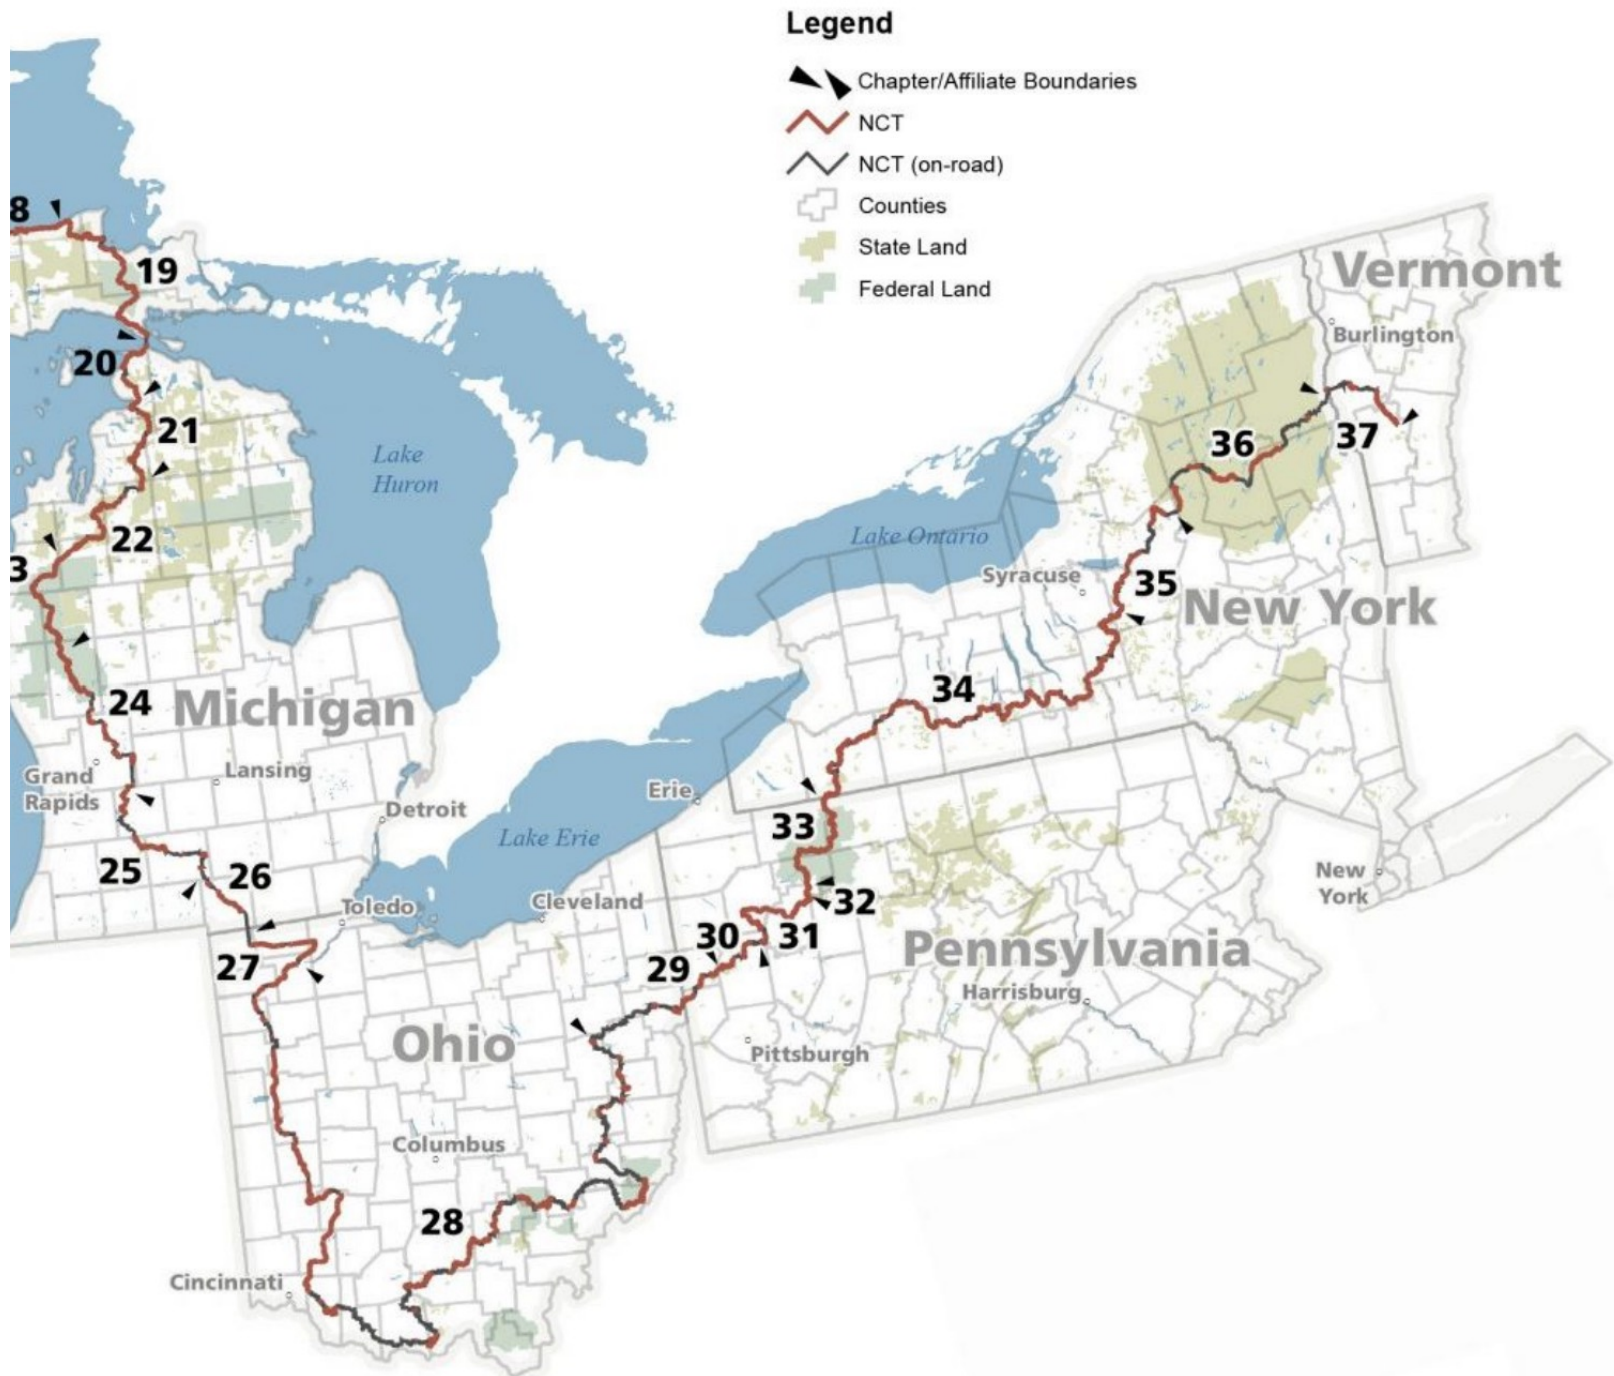 Legend
Chapter/Affiliate Boundaries
NCT
NCT (on-road)
Counties
State Land
Federal Land
8
19
20
21
22
3
24
25
26
27
28
29
30
31
32
33
34
35
36
37
Lake
Huron
Lake Ontario
Lake Erie
Vermont
Burlington
Syracuse
New York
Michigan
Grand
Rapids
Lansing
Detroit
Erie
Toledo
Cleveland
New
York
Pennsylvania
Harrisburg
Pittsburgh
Ohio
Columbus
Cincinnati